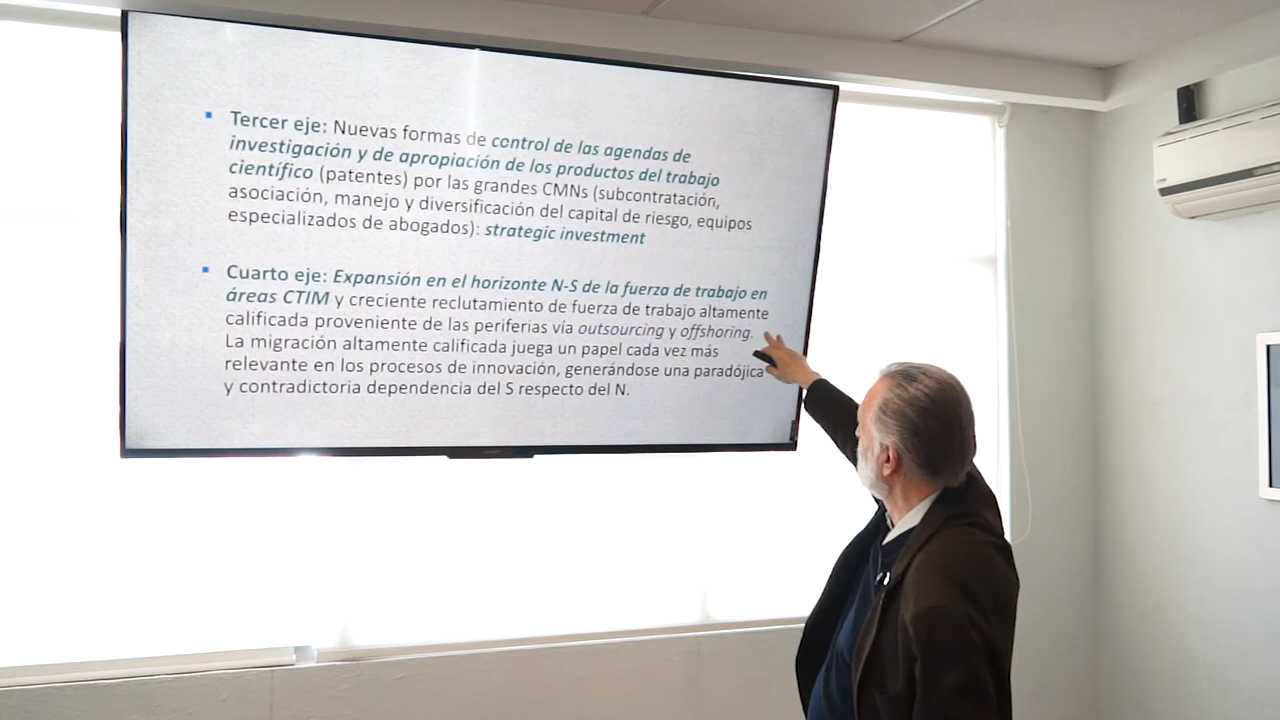 ▪ Tercer eje: Nuevas formas de control de las agendas de
investigación y de apropiación de los productos del trabajo
científico (patentes) por las grandes CMNs (subcontratación,
asociación, manejo y diversificación del capital de riesgo, equipos
especializados de abogados): strategic investment
▪ Cuarto eje: Expansión en el horizonte N-S de la fuerza de trabajo en
áreas CTIM y creciente reclutamiento de fuerza de trabajo altamente
calificada proveniente de las periferias vía outsourcing y offshoring.
La migración altamente calificada juega un papel cada vez más
relevante en los procesos de innovación, generándose una paradójica
y contradictoria dependencia del S respecto del N.